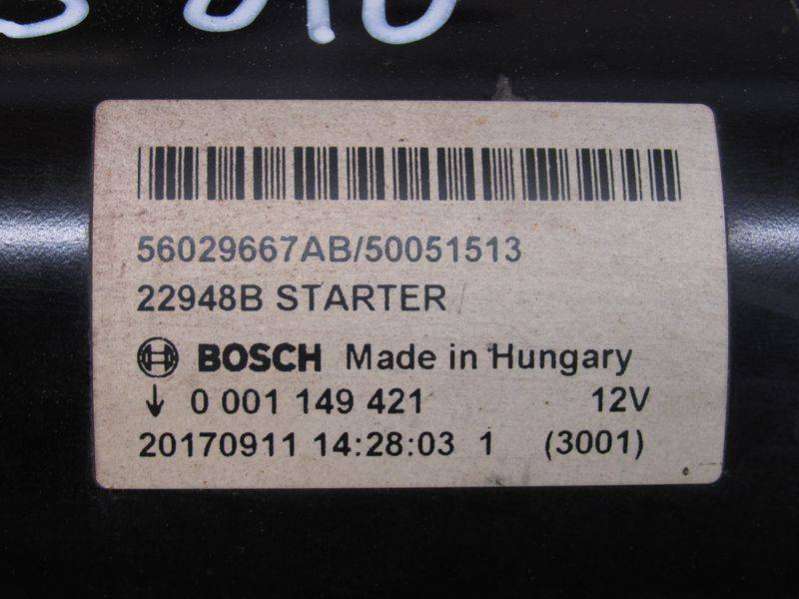 56029667AB/50051513
22948B STARTER
BOSCH Made in Hungary
↓ 0 001 149 421 12V
20170911 14:28:03 1 (3001)